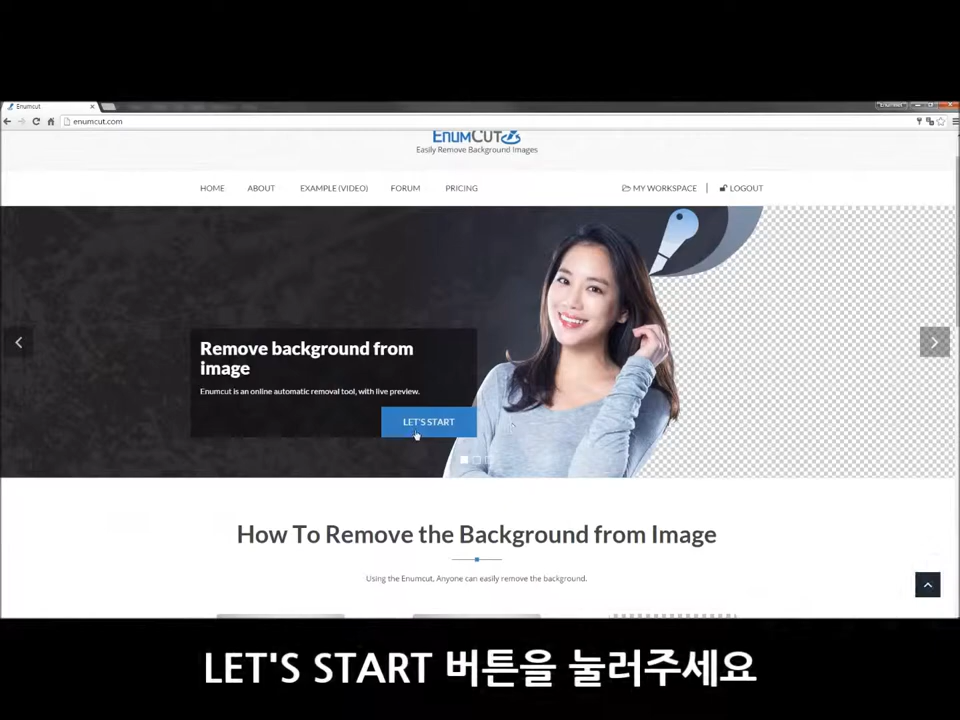 Enumcut
enumcut.com
ENUMCUT
Easily Remove Background Images
HOME ABOUT EXAMPLE (VIDEO) FORUM PRICING MY WORKSPACE | LOGOUT
Remove background from
image
Enumcut is an online automatic removal tool, with live preview.
LET'S START
How To Remove the Background from Image
Using the Enumcut, Anyone can easily remove the background.
LET'S START 버튼을 눌러주세요